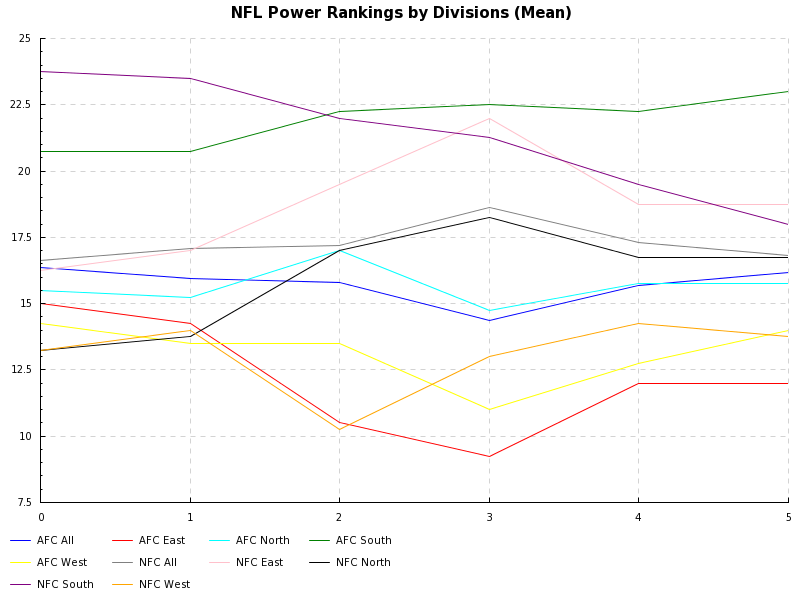 NFL Power Rankings by Divisions (Mean)
25
22.5
20
17.5
15
12.5
10
7.5
0 1 2 3 4 5
AFC All AFC East AFC North AFC South
AFC West NFC All NFC East NFC North
NFC South NFC West